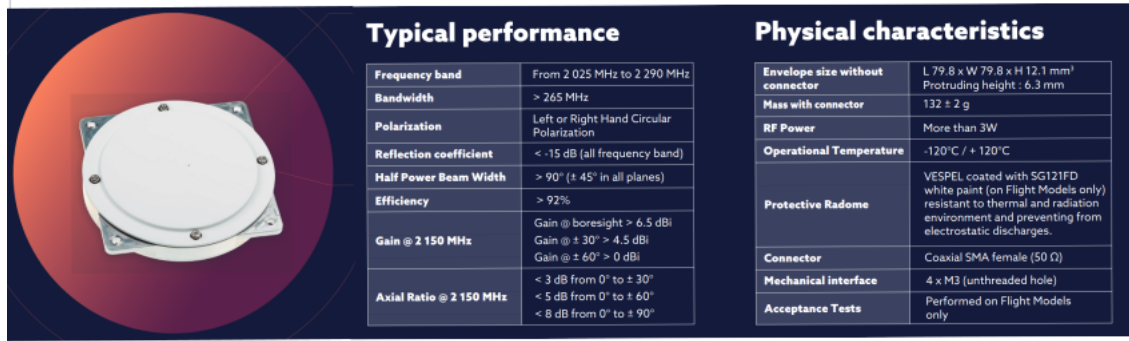 Typical performance
Frequency band From 2 025 MHz to 2 290 MHz
Bandwidth > 265 MHz
Polarization Left or Right Hand Circular
Polarization
Reflection coefficient < -15 dB (all frequency band)
Half Power Beam Width > 90° (± 45° in all planes)
Efficiency > 92%
Gain @ 2 150 MHz
Gain @ boresight > 6.5 dBi
Gain @ ± 30° > 4.5 dBi
Gain @ ± 60° > 0 dBi
Axial Ratio @ 2 150 MHz
< 3 dB from 0° to ± 30°
< 5 dB from 0° to ± 60°
< 8 dB from 0° to ± 90°
Physical characteristics
Envelope size without
connector
L 79.8 x W 79.8 x H 12.1 mm³
Protruding height : 6.3 mm
Mass with connector 132 ± 2 g
RF Power More than 3W
Operational Temperature -120°C / + 120°C
Protective Radome
VESPEL coated with SG121FD
white paint (on Flight Models only)
resistant to thermal and radiation
environment and preventing from
electrostatic discharges.
Connector Coaxial SMA female (50 Ω)
Mechanical interface 4 x M3 (unthreaded hole)
Acceptance Tests Performed on Flight Models
only